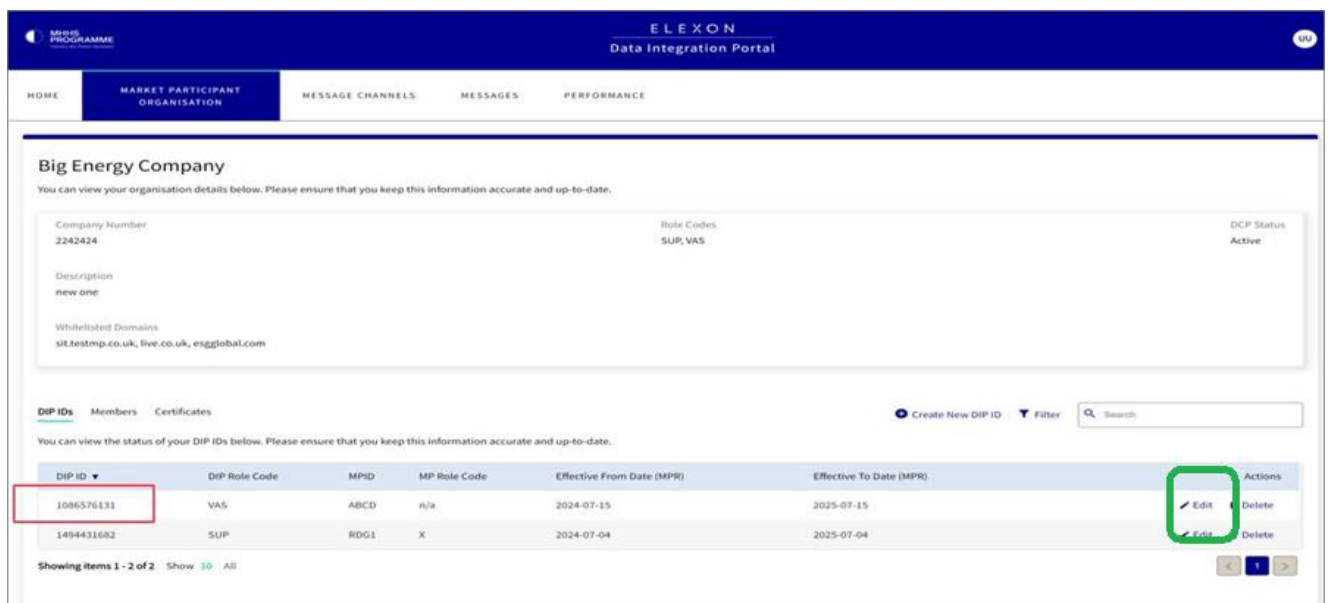 MHHS
PROGRAMME
ELEXON
Data Integration Portal
UU
HOME
MARKET PARTICIPANT
ORGANISATION
MESSAGE CHANNELS
MESSAGES
PERFORMANCE
Big Energy Company
You can view your organisation details below. Please ensure that you keep this information accurate and up-to-date.
Company Number Role Codes DCP Status
2242424 SUP, VAS Active
Description
new one
Whitelisted Domains
sit.testmp.co.uk, live.co.uk, esgglobal.com
DIP IDs Members Certificates Create New DIP ID Filter Search
You can view the status of your DIP IDs below. Please ensure that you keep this information accurate and up-to-date.
DIP ID ▼ DIP Role Code MPID MP Role Code Effective From Date (MPR) Effective To Date (MPR) Actions
1086576131 VAS ABCD n/a 2024-07-15 2025-07-15 Edit Delete
1494431682 SUP RDG1 X 2024-07-04 2025-07-04 Edit Delete
Showing items 1 - 2 of 2 Show 10 All < 1 >